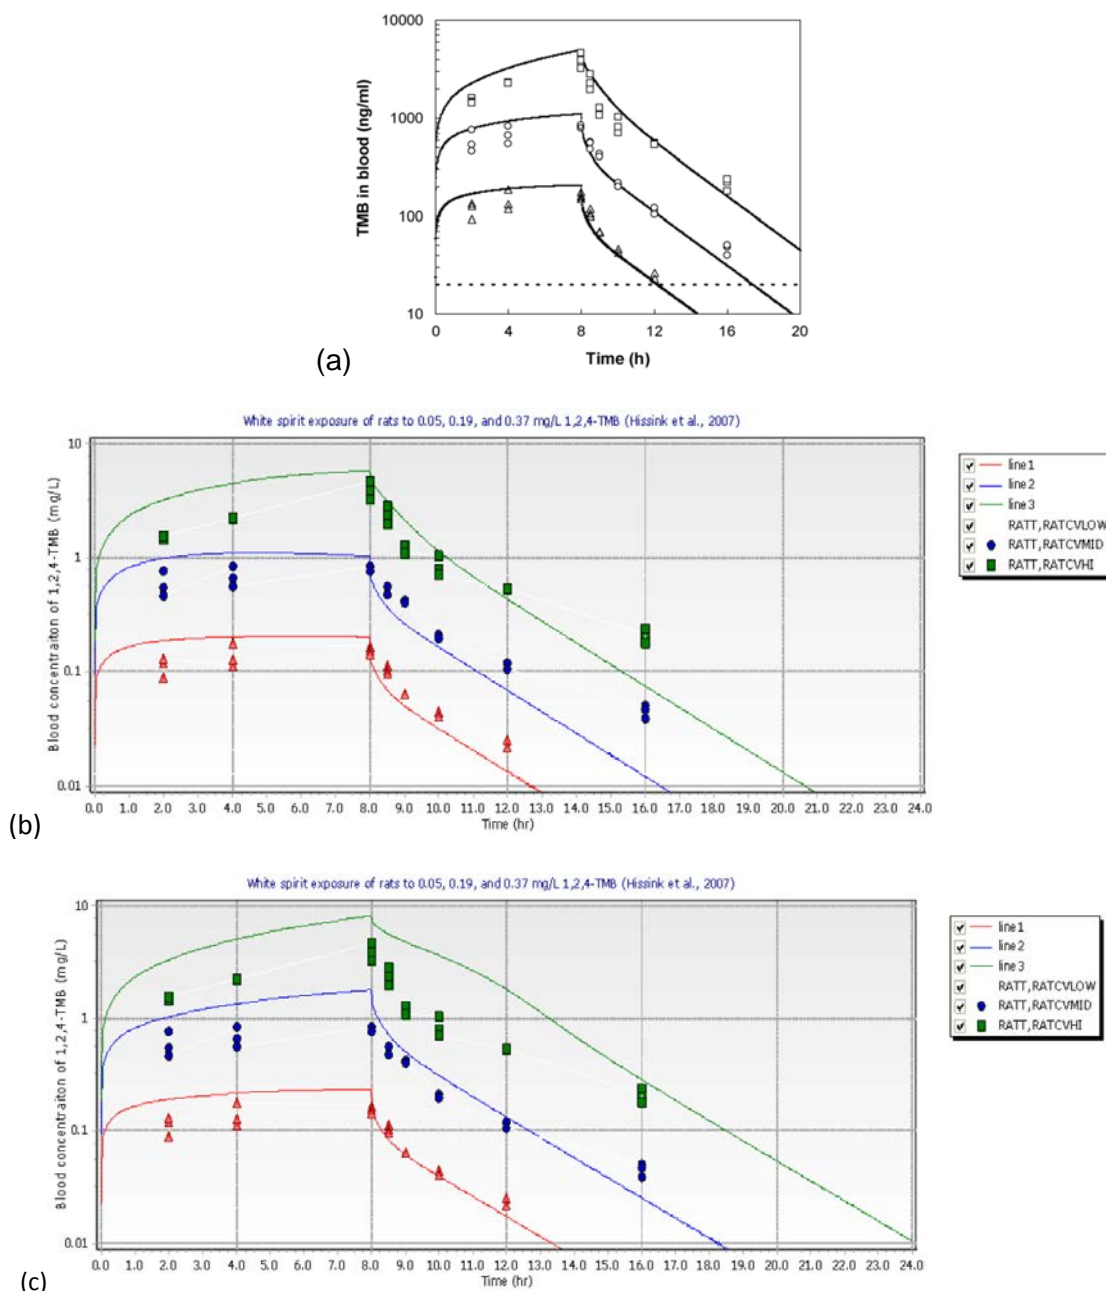 10000
1000
100
10
TMB in blood (ng/ml)
0 4 8 12 16 20
Time (h)
(a)
White spirit exposure of rats to 0.05, 0.19, and 0.37 mg/L 1,2,4-TMB (Hissink et al., 2007)
10
1
0.1
0.01
Blood concentraiton of 1,2,4-TMB (mg/L)
0.0 1.0 2.0 3.0 4.0 5.0 6.0 7.0 8.0 9.0 10.0 11.0 12.0 13.0 14.0 15.0 16.0 17.0 18.0 19.0 20.0 21.0 22.0 23.0 24.0
Time (hr)
line1
line2
line3
RATT,RATCVLOW
RATT,RATCVMID
RATT,RATCVHI
(b)
White spirit exposure of rats to 0.05, 0.19, and 0.37 mg/L 1,2,4-TMB (Hissink et al., 2007)
10
1
0.1
0.01
Blood concentraiton of 1,2,4-TMB (mg/L)
0.0 1.0 2.0 3.0 4.0 5.0 6.0 7.0 8.0 9.0 10.0 11.0 12.0 13.0 14.0 15.0 16.0 17.0 18.0 19.0 20.0 21.0 22.0 23.0 24.0
Time (hr)
line1
line2
line3
RATT,RATCVLOW
RATT,RATCVMID
RATT,RATCVHI
(c)